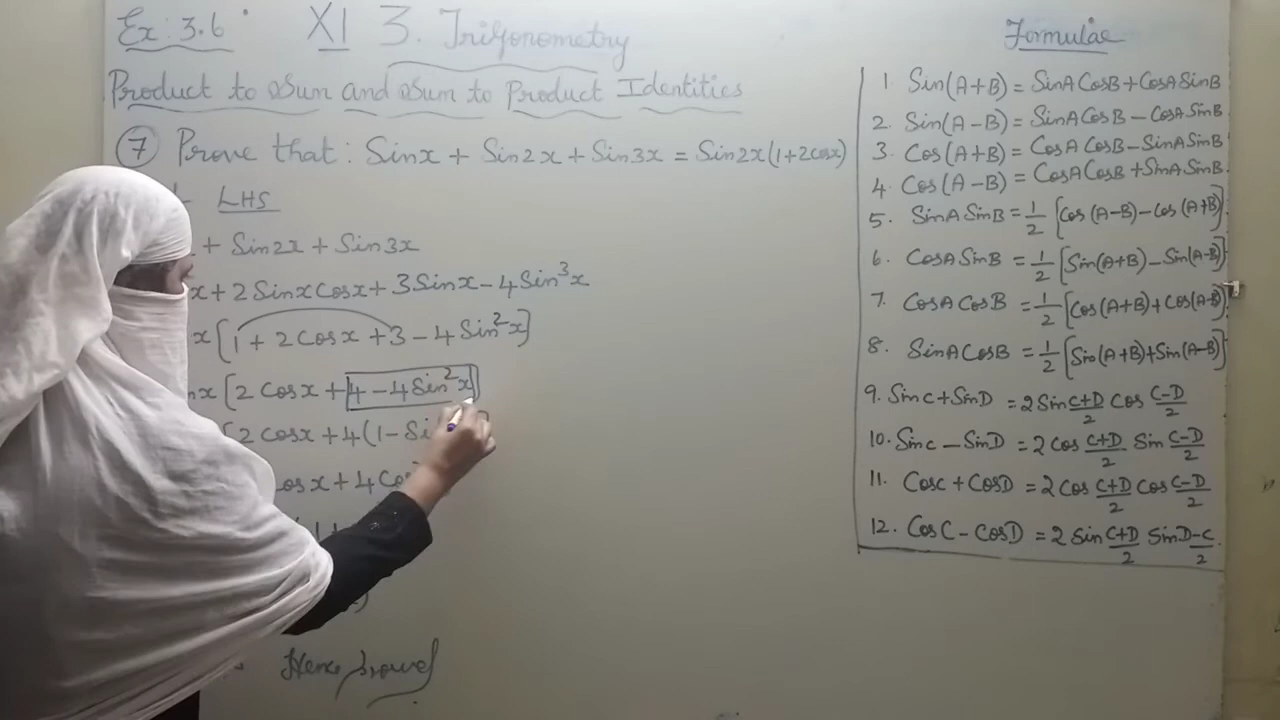 Ex: 3.6 XI 3. Trigonometry
Product to Sum and Sum to Product Identities
7 Prove that: Sinx + Sin2x + Sin3x = Sin2x(1+2cosx)
LHS
+ Sin2x + Sin3x
x + 2 Sinx Cosx + 3 Sinx - 4 Sin³x
x [1 + 2 Cosx + 3 - 4 Sin²x]
x [2 Cosx + 4 - 4 Sin²x]
[2 cosx + 4(1 -
osx + 4
Hence proved
Formulae
1. Sin(A+B) = SinA CosB + CosA SinB
2. Sin(A-B) = SinA CosB - CosA SinB
3. Cos(A+B) = CosA CosB - SinA SinB
4. Cos(A-B) = CosA CosB + SinA SinB
5. SinA SinB = 1/2 [Cos(A-B) - Cos(A+B)]
6. CosA SinB = 1/2 [Sin(A+B) - Sin(A-B)]
7. CosA CosB = 1/2 [Cos(A+B) + Cos(A-B)]
8. SinA CosB = 1/2 [Sin(A+B) + Sin(A-B)]
9. Sinc + SinD = 2 Sin C+D/2 Cos C-D/2
10. Sinc - SinD = 2 Cos C+D/2 Sin C-D/2
11. Cosc + CosD = 2 Cos C+D/2 Cos C-D/2
12. CosC - CosD = 2 Sin C+D/2 Sin D-C/2